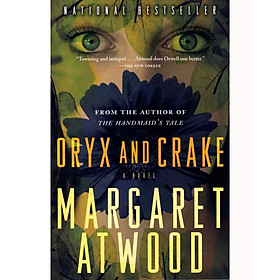 NATIONAL BESTSELLER
"Towering and intrepid. . . . Atwood does Orwell one better."
—THE NEW YORKER
FROM THE AUTHOR OF
THE HANDMAID'S TALE
ORYX AND CRAKE
A NOVEL
MARGARET
ATWOOD